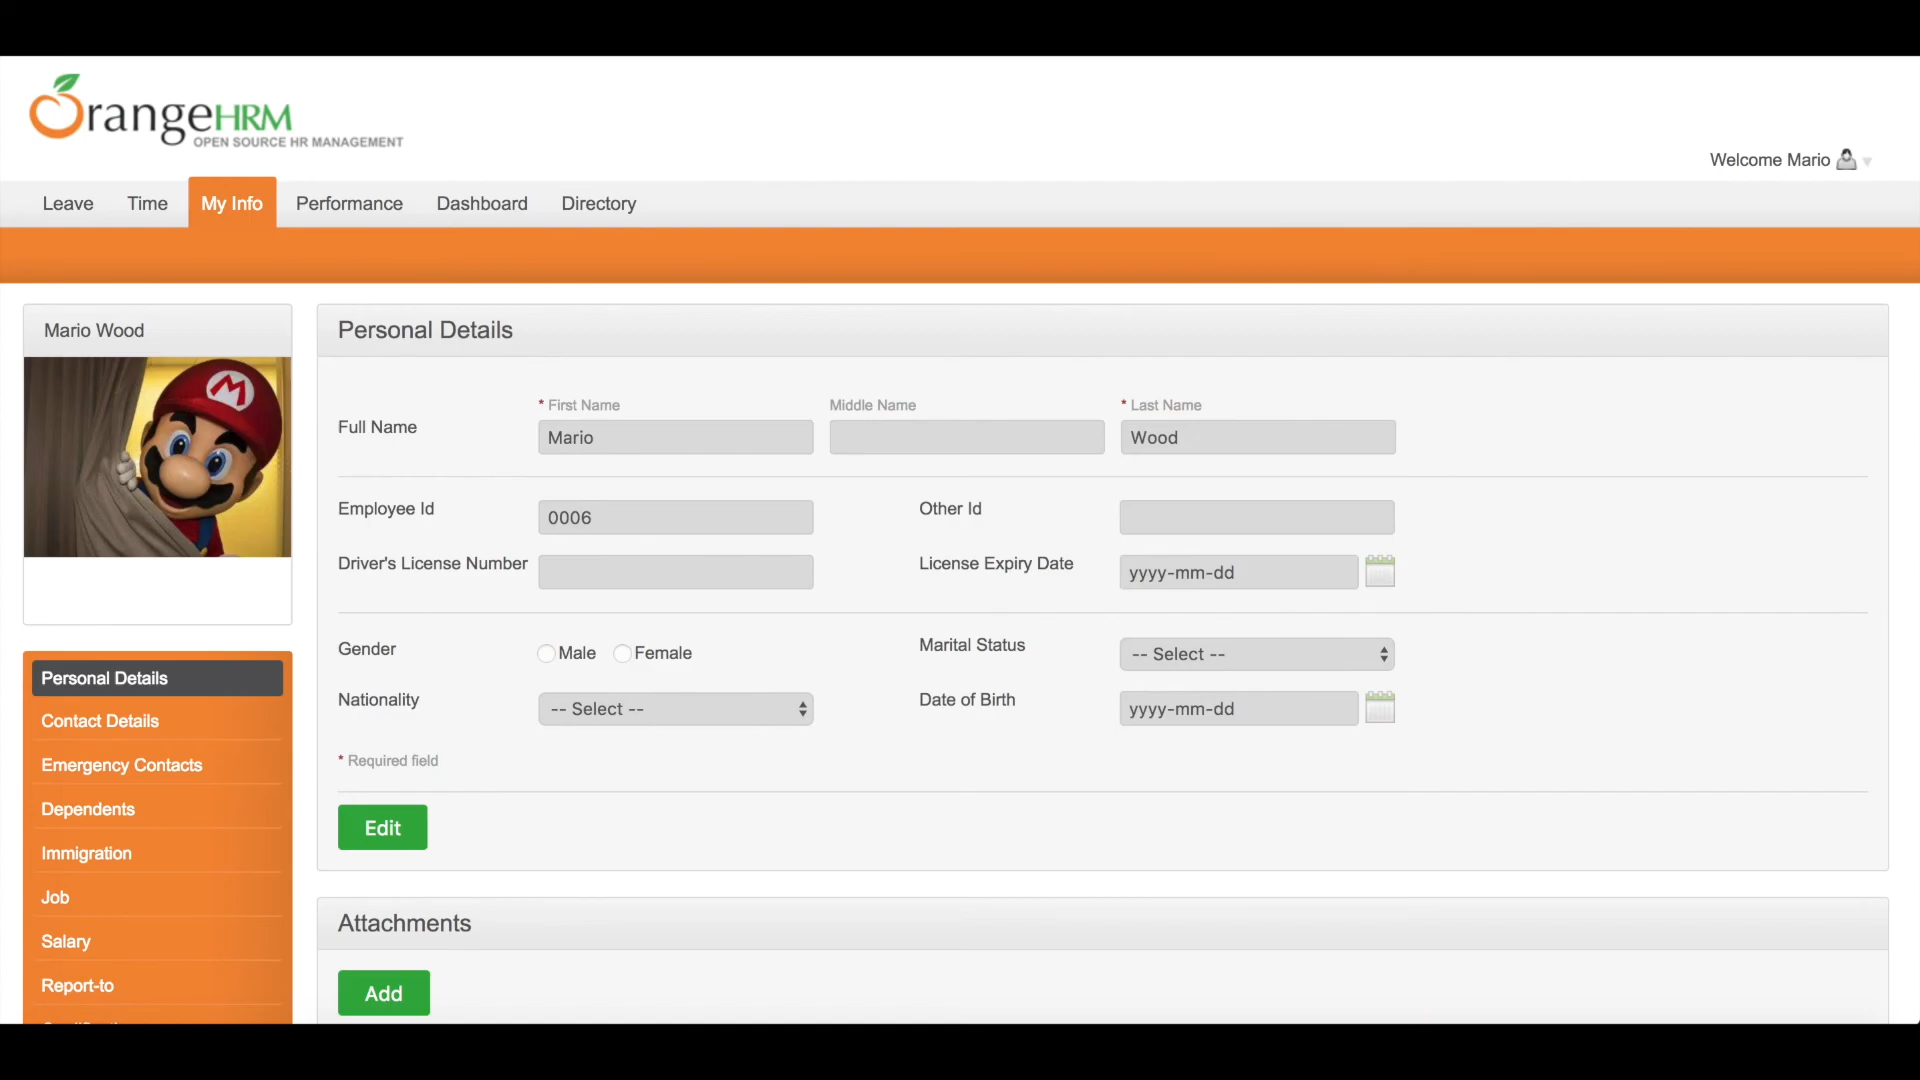 OrangeHRM
OPEN SOURCE HR MANAGEMENT
Welcome Mario
Leave Time My Info Performance Dashboard Directory
Mario Wood
M
Personal Details
Contact Details
Emergency Contacts
Dependents
Immigration
Job
Salary
Report-to
Personal Details
* First Name Middle Name * Last Name
Full Name Mario Wood
Employee Id 0006 Other Id
Driver's License Number License Expiry Date yyyy-mm-dd
Gender Male Female Marital Status -- Select --
Nationality -- Select -- Date of Birth yyyy-mm-dd
* Required field
Edit
Attachments
Add